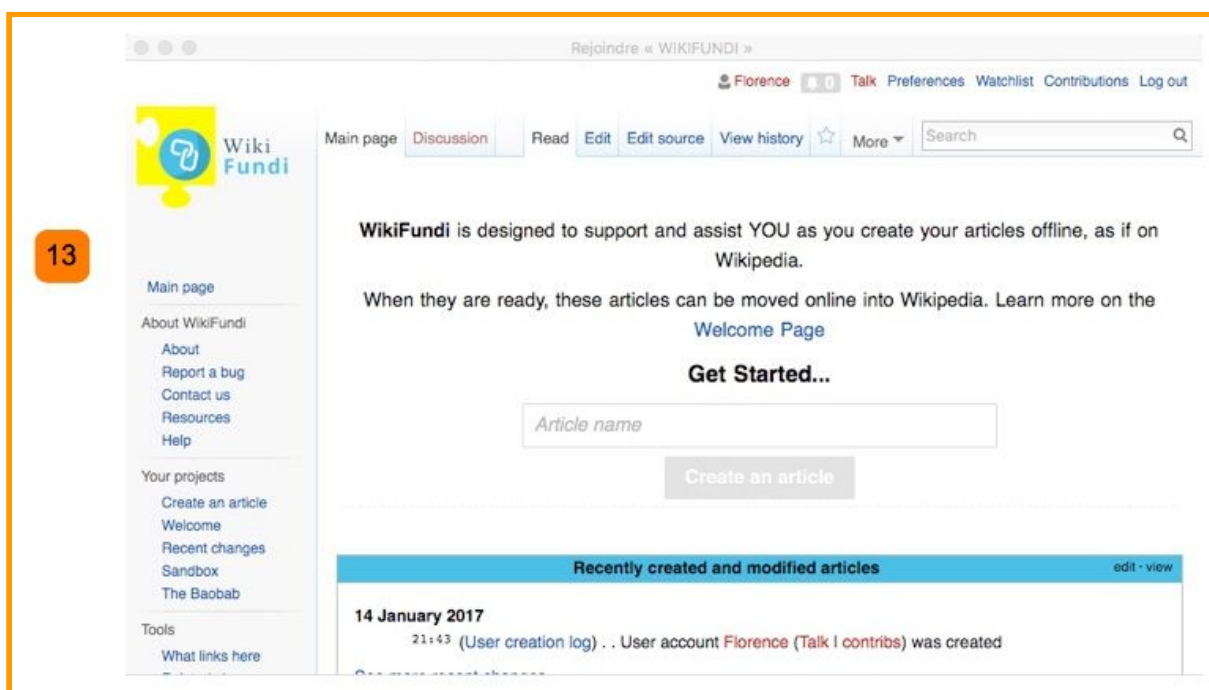 Rejoindre « WIKIFUNDI »
Florence 0 Talk Preferences Watchlist Contributions Log out
Wiki
Fundi
Main page Discussion Read Edit Edit source View history More Search
13
WikiFundi is designed to support and assist YOU as you create your articles offline, as if on
Wikipedia.
When they are ready, these articles can be moved online into Wikipedia. Learn more on the
Welcome Page
Get Started...
Article name
Create an article
Main page
About WikiFundi
About
Report a bug
Contact us
Resources
Help
Your projects
Create an article
Welcome
Recent changes
Sandbox
The Baobab
Tools
What links here
Recently created and modified articles edit · view
14 January 2017
21:43 (User creation log) . . User account Florence (Talk | contribs) was created
See more recent changes